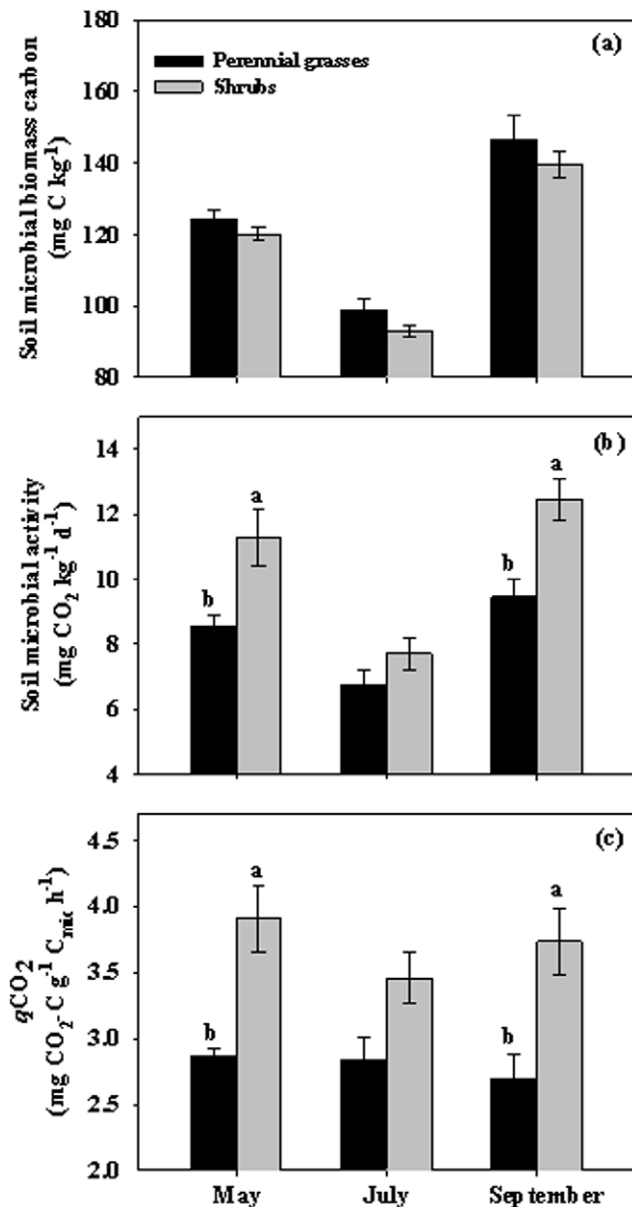 180
(a)
Perennial grasses
Shrubs
160
140
120
100
80
Soil microbial biomass carbon
(mg C kg⁻¹)
(b)
14
a
a
12
b
b
10
8
6
4
Soil microbial activity
(mg CO₂ kg⁻¹ d⁻¹)
(c)
4.5
a
a
4.0
3.5
b
b
3.0
2.5
2.0
qCO₂
(mg CO₂-C g⁻¹ Cₘᵢc h⁻¹)
May July September